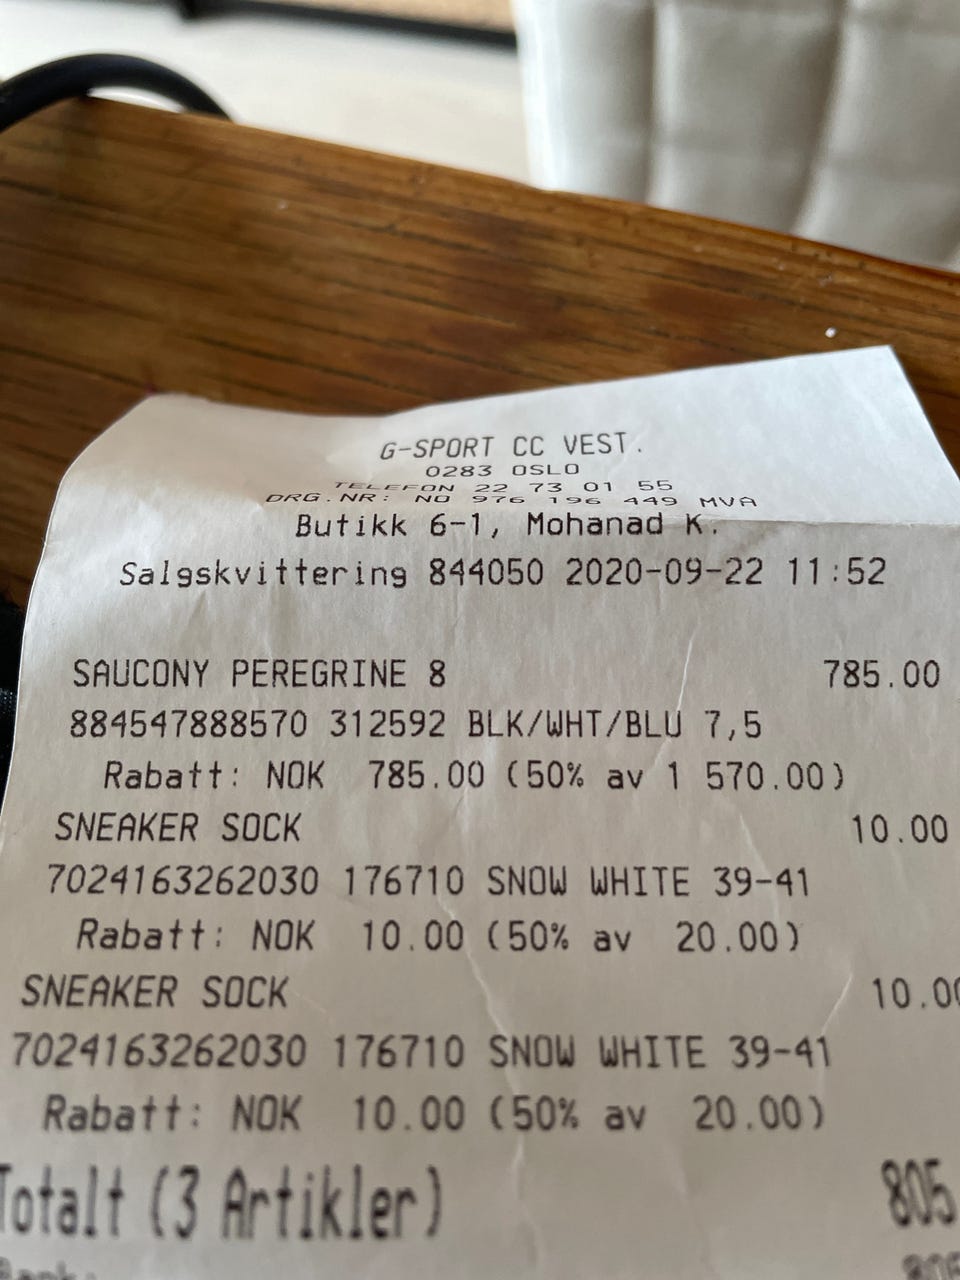 G-SPORT CC VEST.
0283 OSLO
TELEFON 22 73 01 55
ORG.NR: NO 976 196 449 MVA
Butikk 6-1, Mohanad K.
Salgskvittering 844050 2020-09-22 11:52
SAUCONY PEREGRINE 8 785.00
884547888570 312592 BLK/WHT/BLU 7,5
Rabatt: NOK 785.00 (50% av 1 570.00)
SNEAKER SOCK 10.00
7024163262030 176710 SNOW WHITE 39-41
Rabatt: NOK 10.00 (50% av 20.00)
SNEAKER SOCK 10.00
7024163262030 176710 SNOW WHITE 39-41
Rabatt: NOK 10.00 (50% av 20.00)
Totalt (3 Artikler) 805